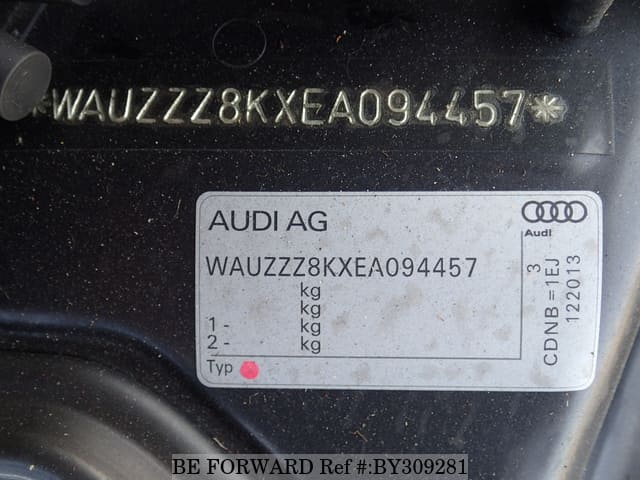 *WAUZZZ8KXEA094457*
AUDI AG
Audi
WAUZZZ8KXEA094457
kg
kg
1 - kg
2 - kg
Typ
3
CDNB =1EJ
122013
BE FORWARD Ref #:BY309281